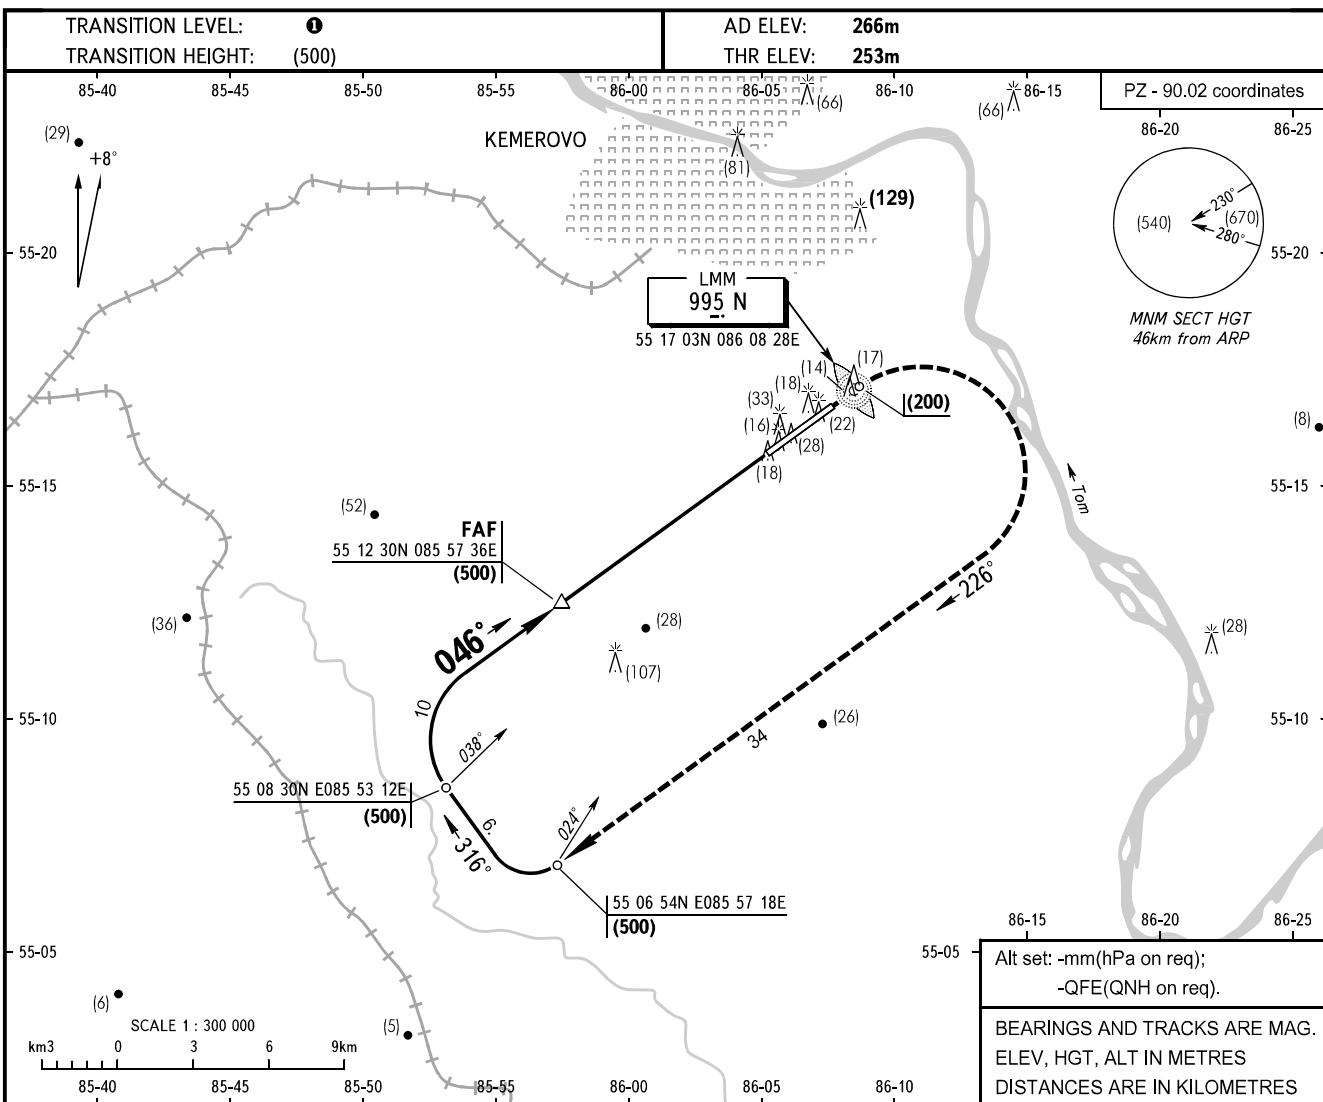 TRANSITION LEVEL: 1
TRANSITION HEIGHT: (500)
AD ELEV: 266m
THR ELEV: 253m
85-40 85-45 85-50 85-55 86-00 86-05 86-10 86-15
PZ - 90.02 coordinates
86-20 86-25
(29)
+8°
KEMEROVO
(66)
(66)
(81)
(129)
230°
(540) (670)
280°
55-20
55-20
MNM SECT HGT
46km from ARP
LMM
995 N
55 17 03N 086 08 28E
(17)
(14)
(18)
(33)
(200)
(16)
(22)
(28)
(18)
(8)
55-15
55-15
Tom
(52)
FAF
55 12 30N 085 57 36E
(500)
226°
(36)
(28)
(28)
046°
(107)
10
55-10
55-10
(26)
34
038°
55 08 30N E085 53 12E
(500)
6.
024°
316°
55 06 54N E085 57 18E
(500)
86-15 86-20 86-25
55-05
55-05
Alt set: -mm(hPa on req);
-QFE(QNH on req).
(6)
(5)
SCALE 1 : 300 000
km3 0 3 6 9km
BEARINGS AND TRACKS ARE MAG.
ELEV, HGT, ALT IN METRES
DISTANCES ARE IN KILOMETRES
85-40 85-45 85-50 85-55 86-00 86-05 86-10